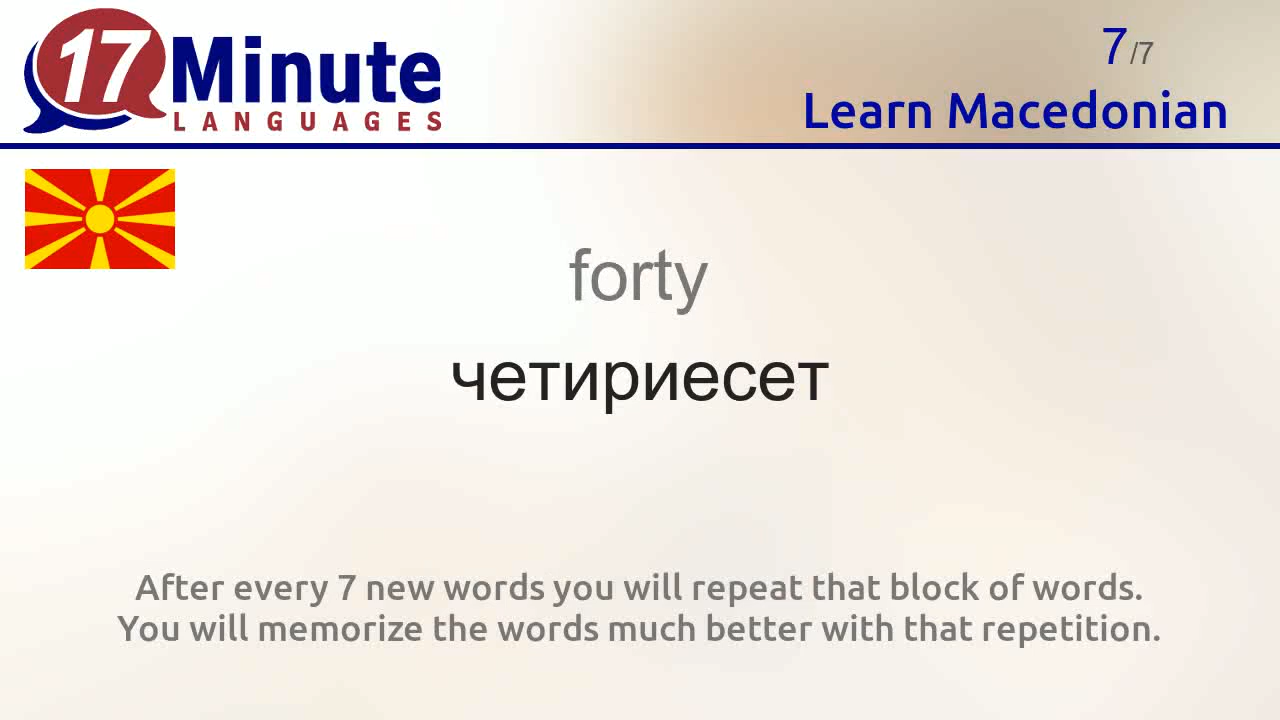 17 Minute
LANGUAGES
7/7
Learn Macedonian
forty
четириесет
After every 7 new words you will repeat that block of words.
You will memorize the words much better with that repetition.